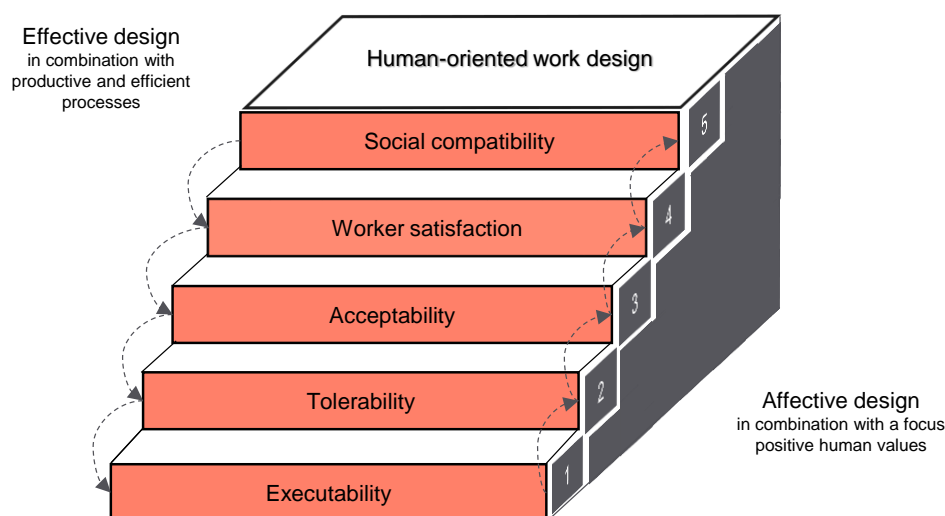 Effective design
in combination with
productive and efficient
processes
Human-oriented work design
Social compatibility
5
Worker satisfaction
4
Acceptability
3
Tolerability
2
Executability
1
Affective design
in combination with a focus
positive human values